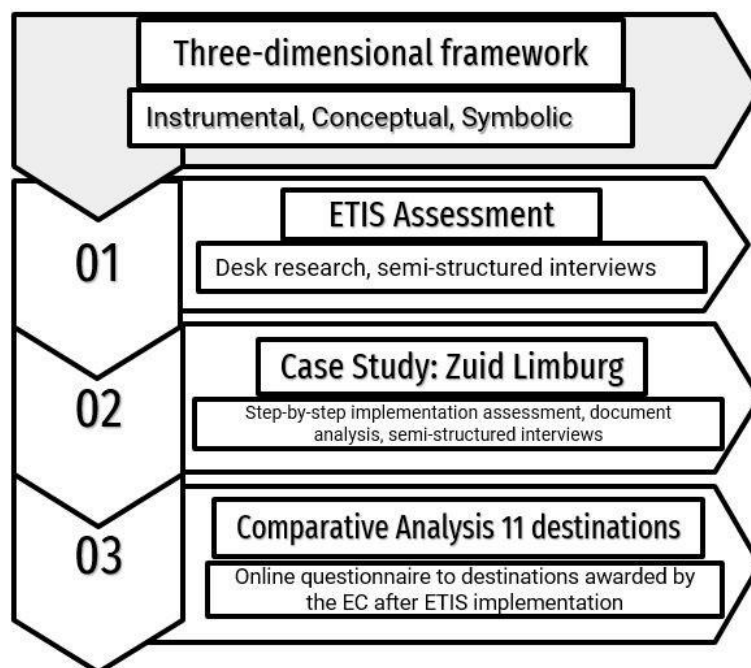 Three-dimensional framework
Instrumental, Conceptual, Symbolic
01
ETIS Assessment
Desk research, semi-structured interviews
02
Case Study: Zuid Limburg
Step-by-step implementation assessment, document
analysis, semi-structured interviews
03
Comparative Analysis 11 destinations
Online questionnaire to destinations awarded by
the EC after ETIS implementation